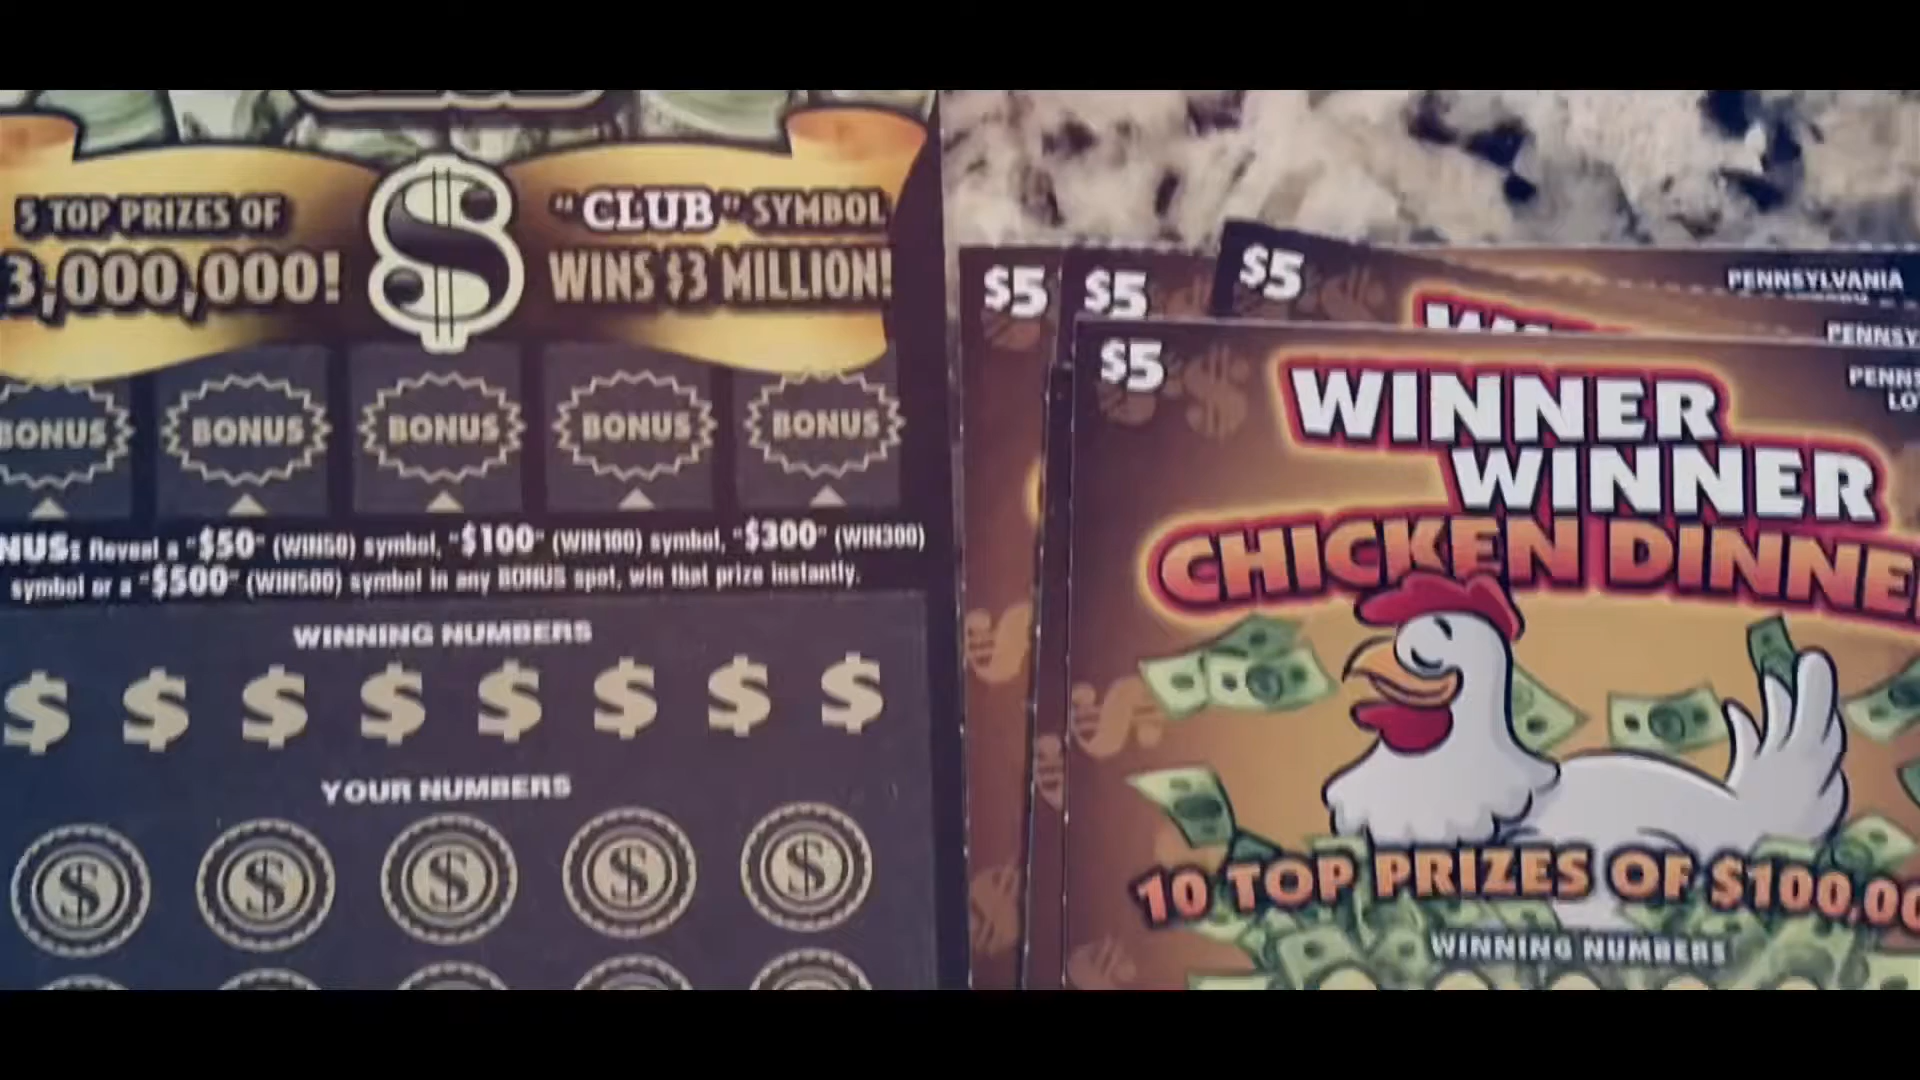 5 TOP PRIZES OF
3,000,000!
"CLUB" SYMBOL
WINS $3 MILLION!
BONUS BONUS BONUS BONUS BONUS
NUS: Reveal a "$50" (WIN50) symbol, "$100" (WIN100) symbol, "$300" (WIN300)
symbol or a "$500" (WIN500) symbol in any BONUS spot, win that prize instantly.
WINNING NUMBERS
$ $ $ $ $ $ $ $
YOUR NUMBERS
$ $ $ $ $
$5
$5
$5
PENNSYLVANIA
PENNSY
$5
PENNS
LO
WINNER
WINNER
CHICKEN DINNE
10 TOP PRIZES OF $100,00
WINNING NUMBERS